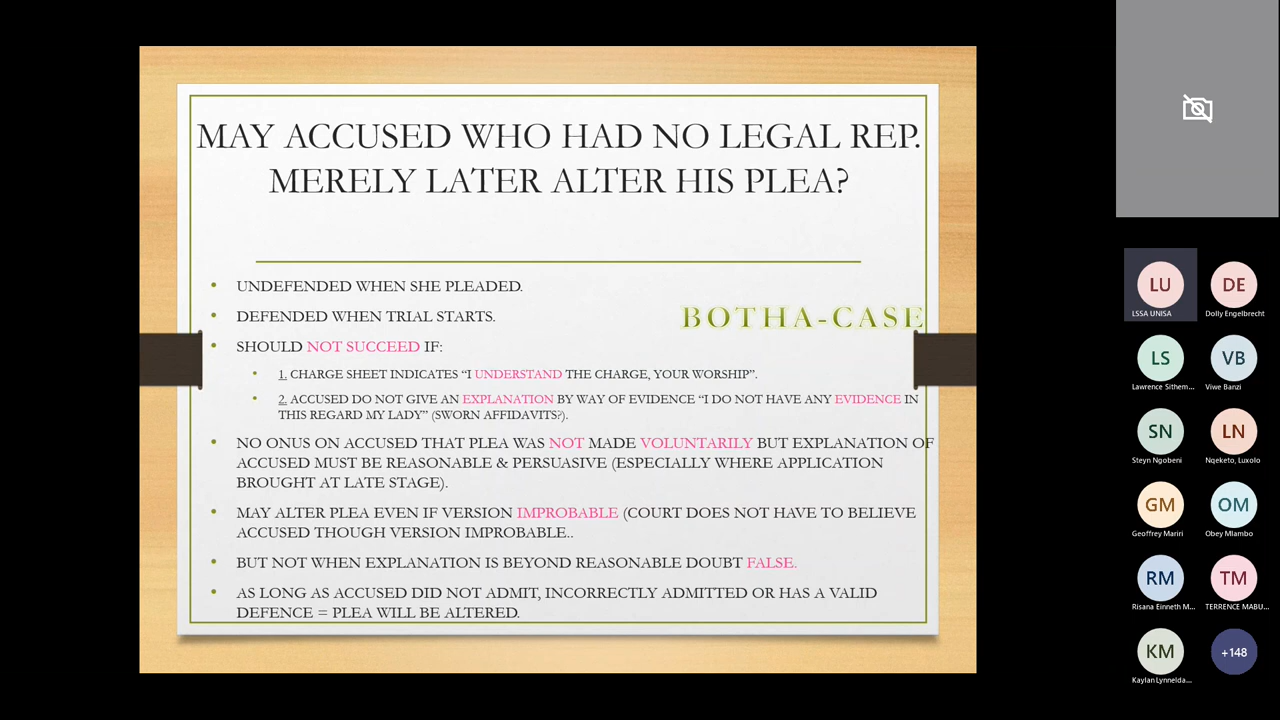 MAY ACCUSED WHO HAD NO LEGAL REP.
MERELY LATER ALTER HIS PLEA?
• UNDEFENDED WHEN SHE PLEADED.
• DEFENDED WHEN TRIAL STARTS.
BOTHA-CASE
• SHOULD NOT SUCCEED IF:
• 1. CHARGE SHEET INDICATES “I UNDERSTAND THE CHARGE, YOUR WORSHIP”.
• 2. ACCUSED DO NOT GIVE AN EXPLANATION BY WAY OF EVIDENCE “I DO NOT HAVE ANY EVIDENCE IN
THIS REGARD MY LADY” (SWORN AFFIDAVITS?).
• NO ONUS ON ACCUSED THAT PLEA WAS NOT MADE VOLUNTARILY BUT EXPLANATION OF
ACCUSED MUST BE REASONABLE & PERSUASIVE (ESPECIALLY WHERE APPLICATION
BROUGHT AT LATE STAGE).
• MAY ALTER PLEA EVEN IF VERSION IMPROBABLE (COURT DOES NOT HAVE TO BELIEVE
ACCUSED THOUGH VERSION IMPROBABLE..
• BUT NOT WHEN EXPLANATION IS BEYOND REASONABLE DOUBT FALSE.
• AS LONG AS ACCUSED DID NOT ADMIT, INCORRECTLY ADMITTED OR HAS A VALID
DEFENCE = PLEA WILL BE ALTERED.
LU
LSSA UNISA
DE
Dolly Engelbrecht
LS
Lawrence Sithem...
VB
Viwe Banzi
SN
Steyn Ngobeni
LN
Nqeketo, Luxolo
GM
Geoffrey Mariri
OM
Obey Mlambo
RM
Risana Einneth M...
TM
TERRENCE MABU...
KM
Kaylan Lynnelda...
+148